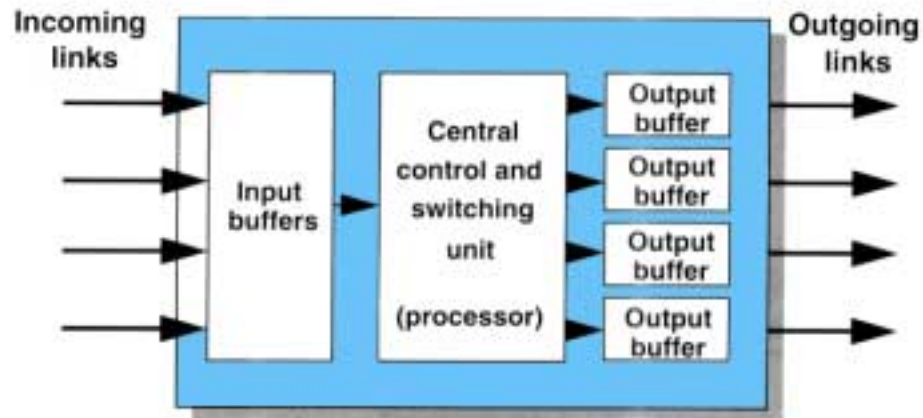 Incoming
links
Outgoing
links
Input
buffers
Central
control and
switching
unit
(processor)
Output
buffer
Output
buffer
Output
buffer
Output
buffer